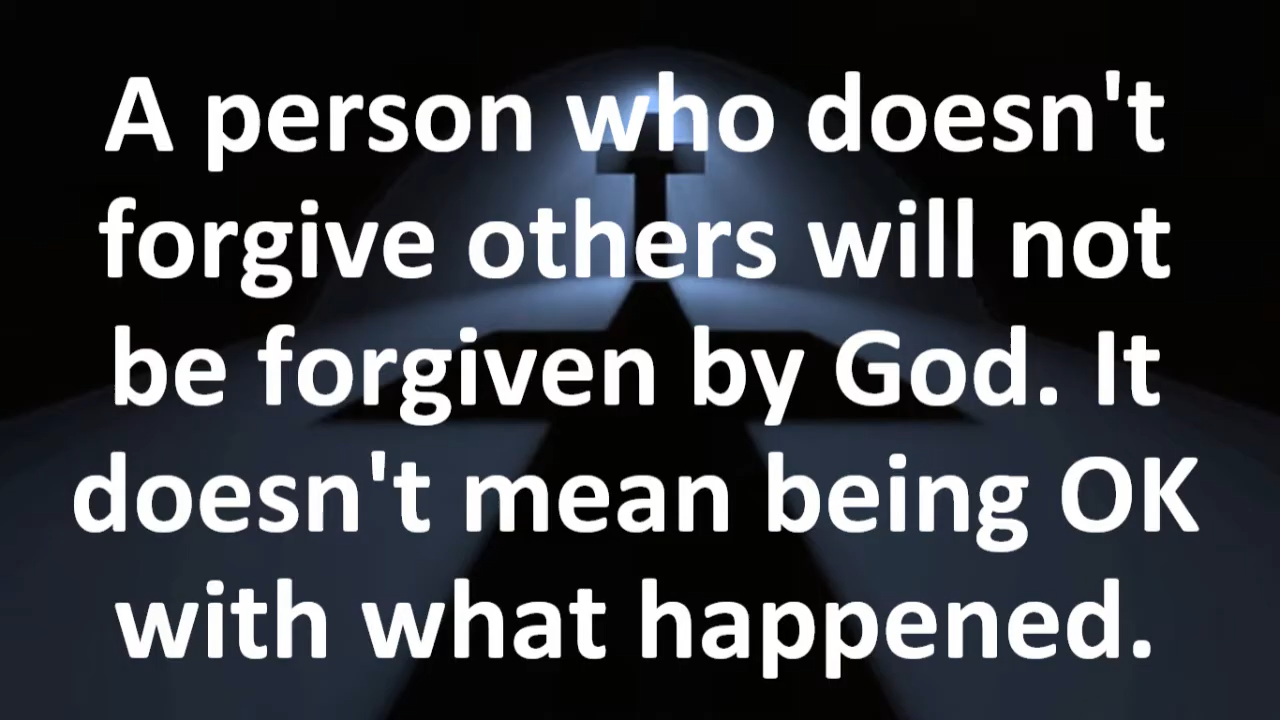 A person who doesn't
forgive others will not
be forgiven by God. It
doesn't mean being OK
with what happened.